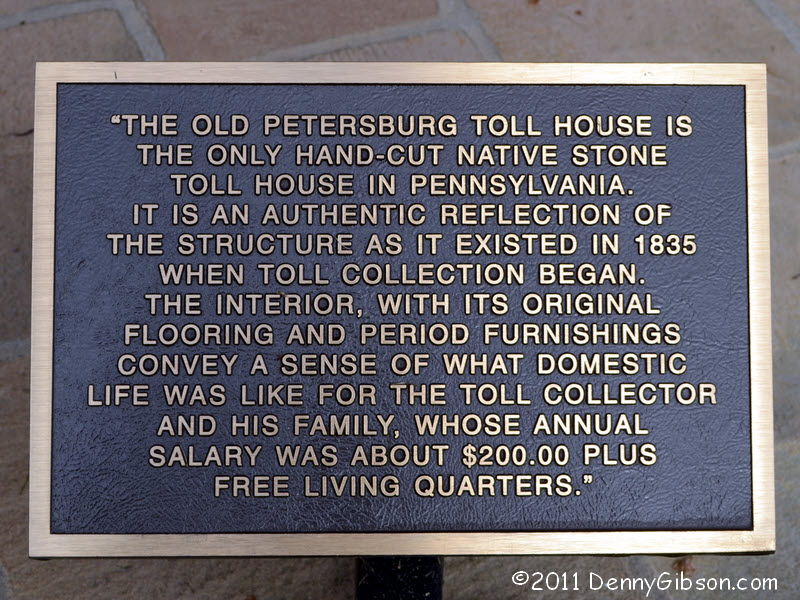 “THE OLD PETERSBURG TOLL HOUSE IS
THE ONLY HAND-CUT NATIVE STONE
TOLL HOUSE IN PENNSYLVANIA.
IT IS AN AUTHENTIC REFLECTION OF
THE STRUCTURE AS IT EXISTED IN 1835
WHEN TOLL COLLECTION BEGAN.
THE INTERIOR, WITH ITS ORIGINAL
FLOORING AND PERIOD FURNISHINGS
CONVEY A SENSE OF WHAT DOMESTIC
LIFE WAS LIKE FOR THE TOLL COLLECTOR
AND HIS FAMILY, WHOSE ANNUAL
SALARY WAS ABOUT $200.00 PLUS
FREE LIVING QUARTERS.”
©2011 DennyGibson.com